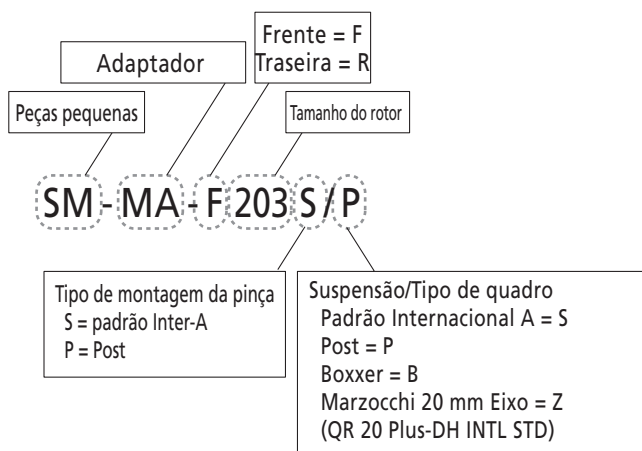 Frente = F
Traseira = R
Adaptador
Peças pequenas
Tamanho do rotor
SM - MA - F 203 S / P
Tipo de montagem da pinça
S = padrão Inter-A
P = Post
Suspensão/Tipo de quadro
Padrão Internacional A = S
Post = P
Boxxer = B
Marzocchi 20 mm Eixo = Z
(QR 20 Plus-DH INTL STD)